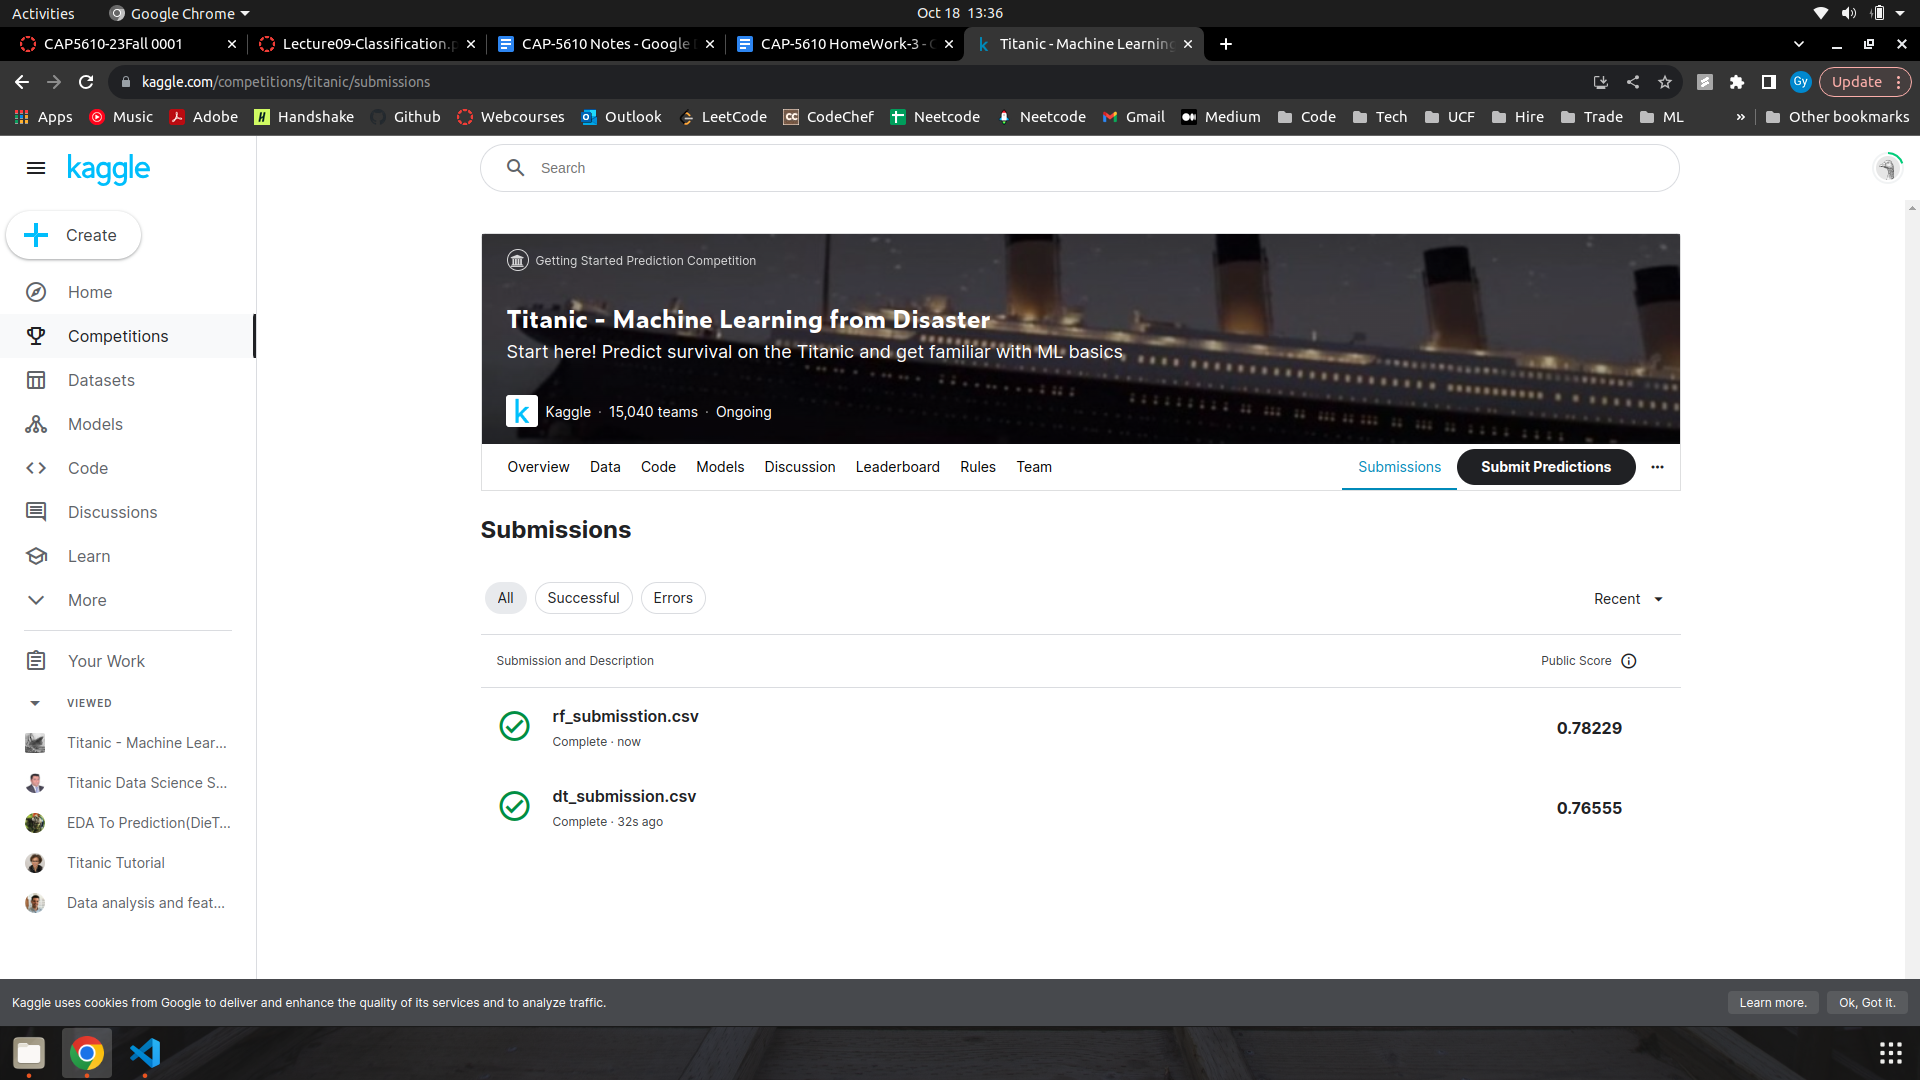 Activities
Google Chrome
Oct 18 13:36
CAP5610-23Fall 0001
Lecture09-Classification.
CAP-5610 Notes - Google
CAP-5610 HomeWork-3 -
Titanic - Machine Learning
kaggle.com/competitions/titanic/submissions
Gy
Update
Apps
Music
Adobe
Handshake
Github
Webcourses
Outlook
LeetCode
CodeChef
Neetcode
Neetcode
Gmail
Medium
Code
Tech
UCF
Hire
Trade
ML
»
Other bookmarks
kaggle
Search
Create
Home
Competitions
Datasets
Models
Code
Discussions
Learn
More
Your Work
VIEWED
Titanic - Machine Lear...
Titanic Data Science S...
EDA To Prediction(DieT...
Titanic Tutorial
Data analysis and feat...
Getting Started Prediction Competition
Titanic - Machine Learning from Disaster
Start here! Predict survival on the Titanic and get familiar with ML basics
Kaggle · 15,040 teams · Ongoing
Overview
Data
Code
Models
Discussion
Leaderboard
Rules
Team
Submissions
Submit Predictions
Submissions
All
Successful
Errors
Recent
Submission and Description
Public Score
rf_submisstion.csv
Complete · now
0.78229
dt_submission.csv
Complete · 32s ago
0.76555
Kaggle uses cookies from Google to deliver and enhance the quality of its services and to analyze traffic.
Learn more.
Ok, Got it.